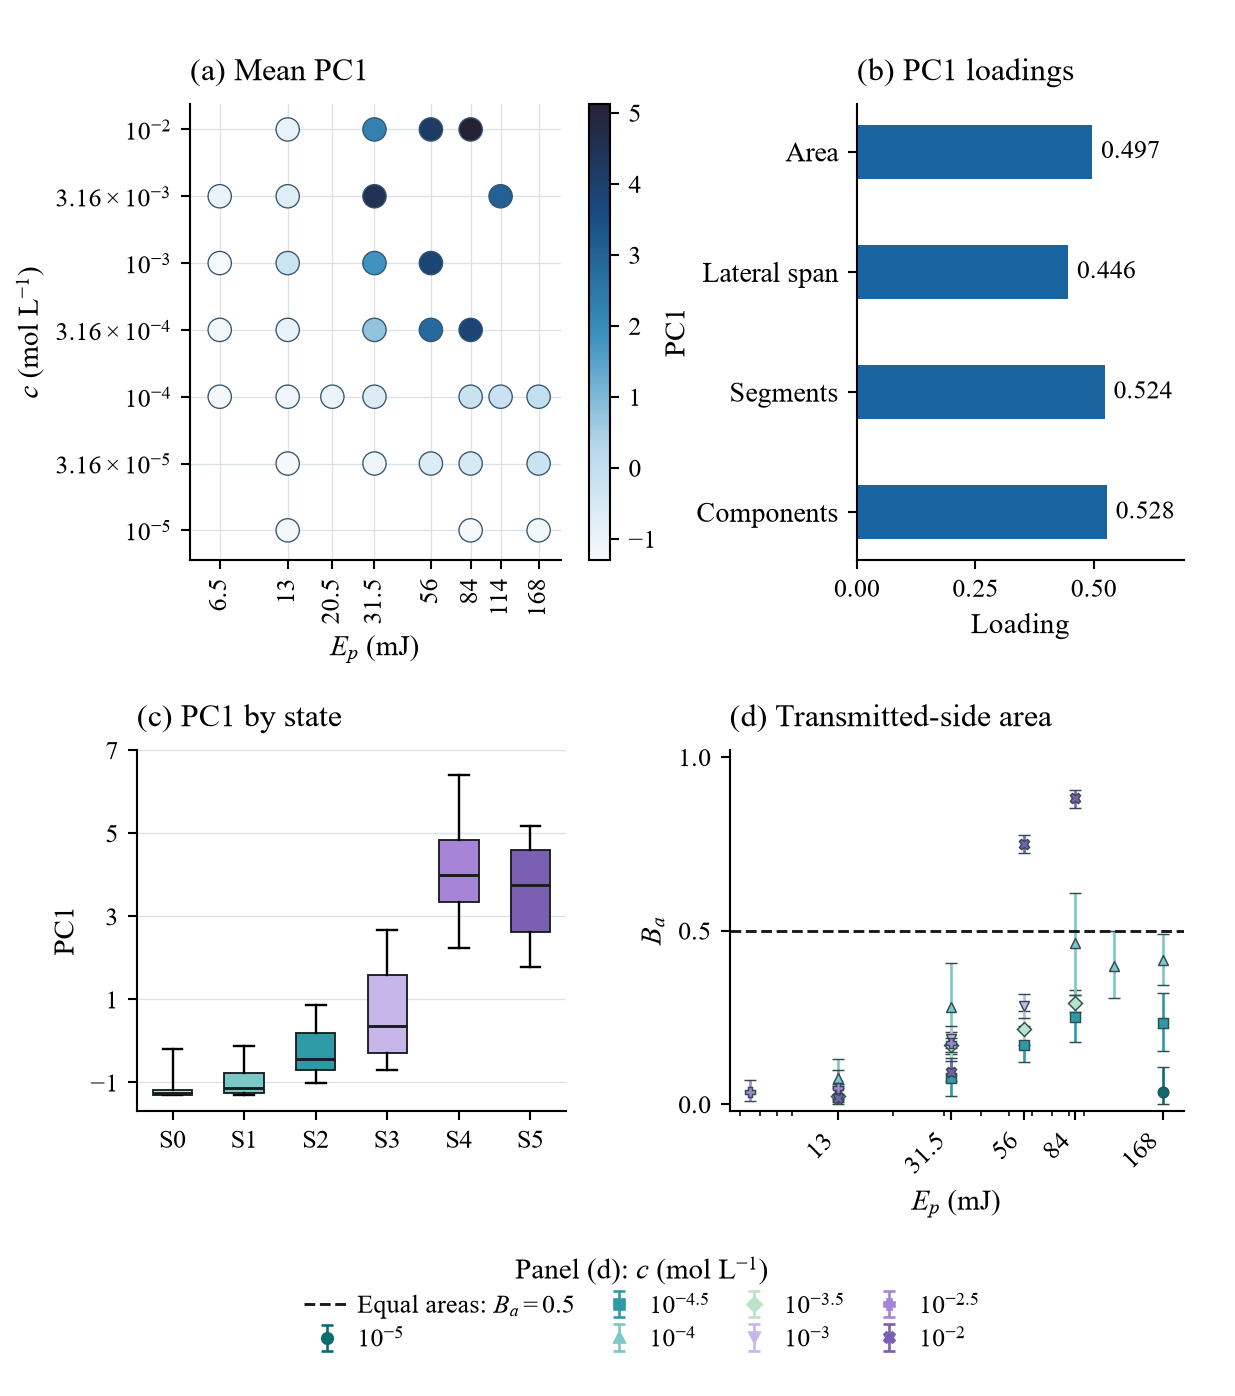 (a) Mean PC1
10⁻²
3.16 × 10⁻³
10⁻³
3.16 × 10⁻⁴
10⁻⁴
3.16 × 10⁻⁵
10⁻⁵
c (mol L⁻¹)
6.5 13 20.5 31.5 56 84 114 168
Eₚ (mJ)
5
4
3
2
1
0
−1
PC1
(b) PC1 loadings
Area 0.497
Lateral span 0.446
Segments 0.524
Components 0.528
0.00 0.25 0.50
Loading
(c) PC1 by state
7
5
3
1
−1
PC1
S0 S1 S2 S3 S4 S5
(d) Transmitted-side area
1.0
0.5
0.0
Bₐ
13 31.5 56 84 168
Eₚ (mJ)
Panel (d): c (mol L⁻¹)
Equal areas: Bₐ = 0.5 10⁻⁴·⁵ 10⁻³·⁵ 10⁻²·⁵
10⁻⁵ 10⁻⁴ 10⁻³ 10⁻²